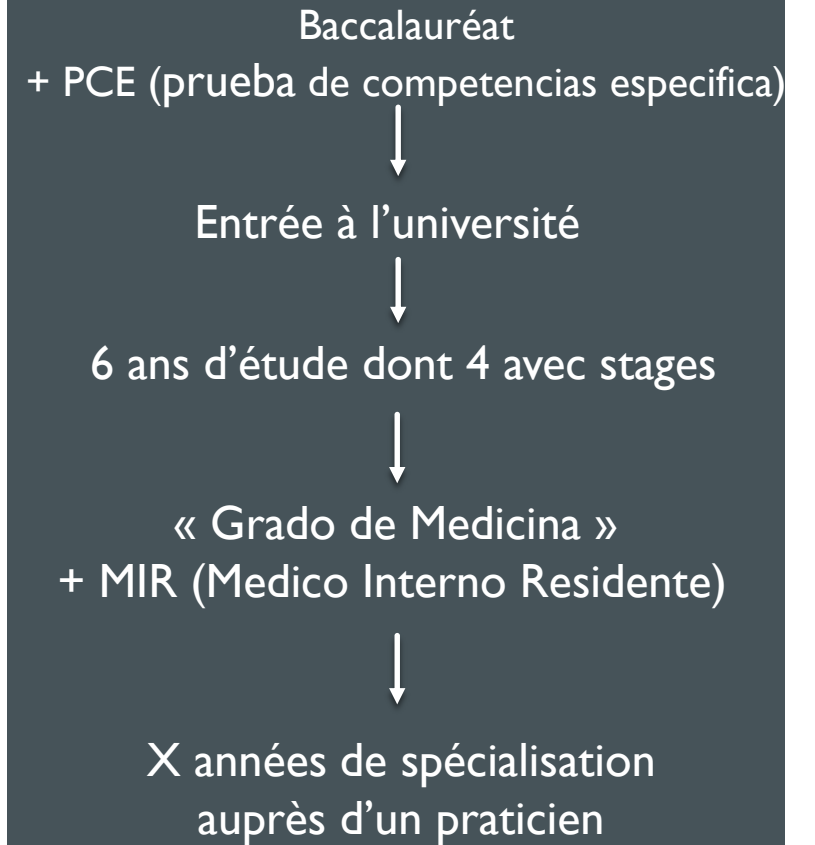 Baccalauréat
+ PCE (prueba de competencias especifica)
Entrée à l’université
6 ans d’étude dont 4 avec stages
« Grado de Medicina »
+ MIR (Medico Interno Residente)
X années de spécialisation
auprès d’un praticien